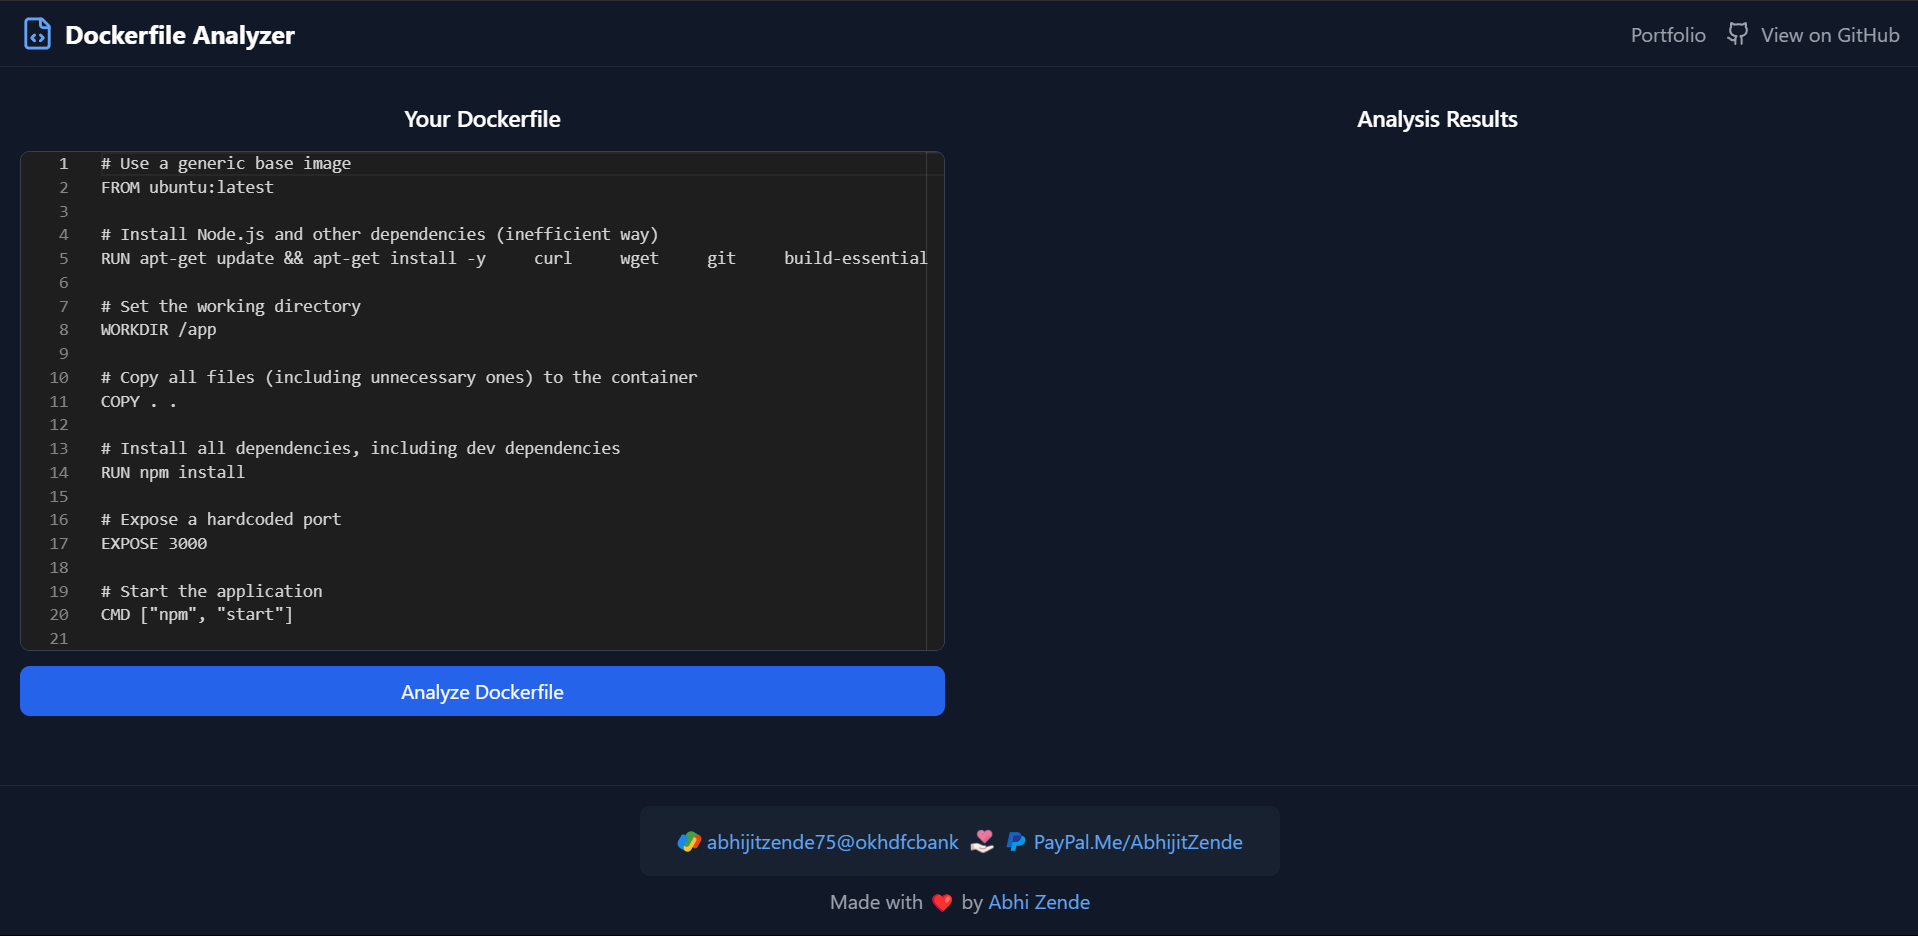 Dockerfile Analyzer
Portfolio
View on GitHub
Your Dockerfile
1 # Use a generic base image
2 FROM ubuntu:latest
3
4 # Install Node.js and other dependencies (inefficient way)
5 RUN apt-get update && apt-get install -y     curl     wget     git     build-essential
6
7 # Set the working directory
8 WORKDIR /app
9
10 # Copy all files (including unnecessary ones) to the container
11 COPY . .
12
13 # Install all dependencies, including dev dependencies
14 RUN npm install
15
16 # Expose a hardcoded port
17 EXPOSE 3000
18
19 # Start the application
20 CMD ["npm", "start"]
21
Analyze Dockerfile
Analysis Results
abhijitzende75@okhdfcbank
PayPal.Me/AbhijitZende
Made with ❤️ by Abhi Zende